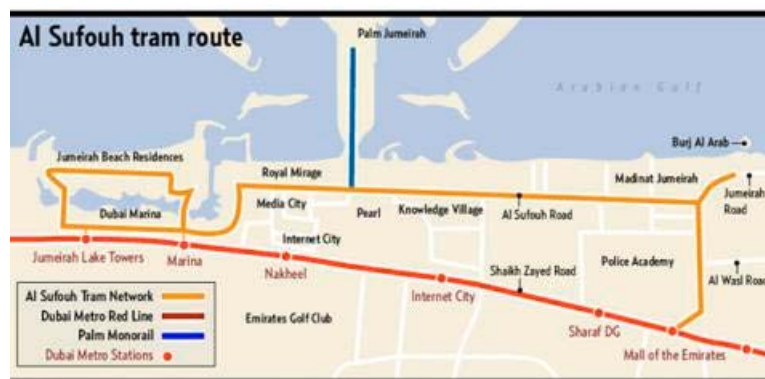 Al Sufouh tram route
Palm Jumeirah
Arabian Gulf
Burj Al Arab
Jumeirah Beach Residences
Royal Mirage
Madinat Jumeirah
Jumeirah
Road
Dubai Marina
Media City
Pearl
Knowledge Village
Al Sufouh Road
Internet City
Jumeirah Lake Towers
Marina
Nakheel
Shaikh Zayed Road
Police Academy
Al Wasl Road
Internet City
Al Sufouh Tram Network
Dubai Metro Red Line
Palm Monorail
Dubai Metro Stations
Emirates Golf Club
Sharaf DG
Mall of the Emirates